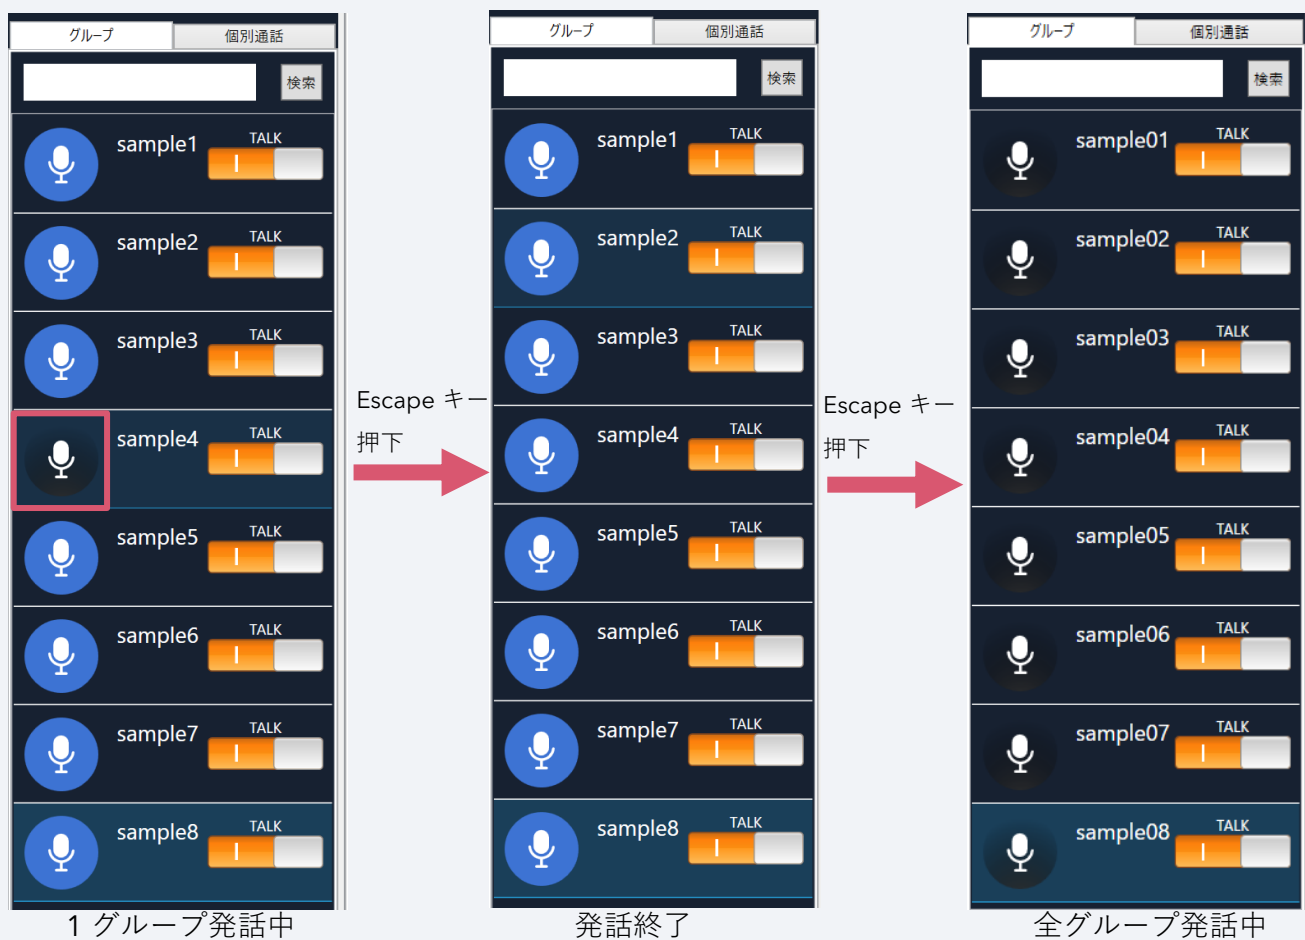 グループ
個別通話
検索
sample1
TALK
sample2
TALK
sample3
TALK
sample4
TALK
sample5
TALK
sample6
TALK
sample7
TALK
sample8
TALK
1 グループ発話中
Escape キー
押下
グループ
個別通話
検索
sample1
TALK
sample2
TALK
sample3
TALK
sample4
TALK
sample5
TALK
sample6
TALK
sample7
TALK
sample8
TALK
発話終了
Escape キー
押下
グループ
個別通話
検索
sample01
TALK
sample02
TALK
sample03
TALK
sample04
TALK
sample05
TALK
sample06
TALK
sample07
TALK
sample08
TALK
全グループ発話中